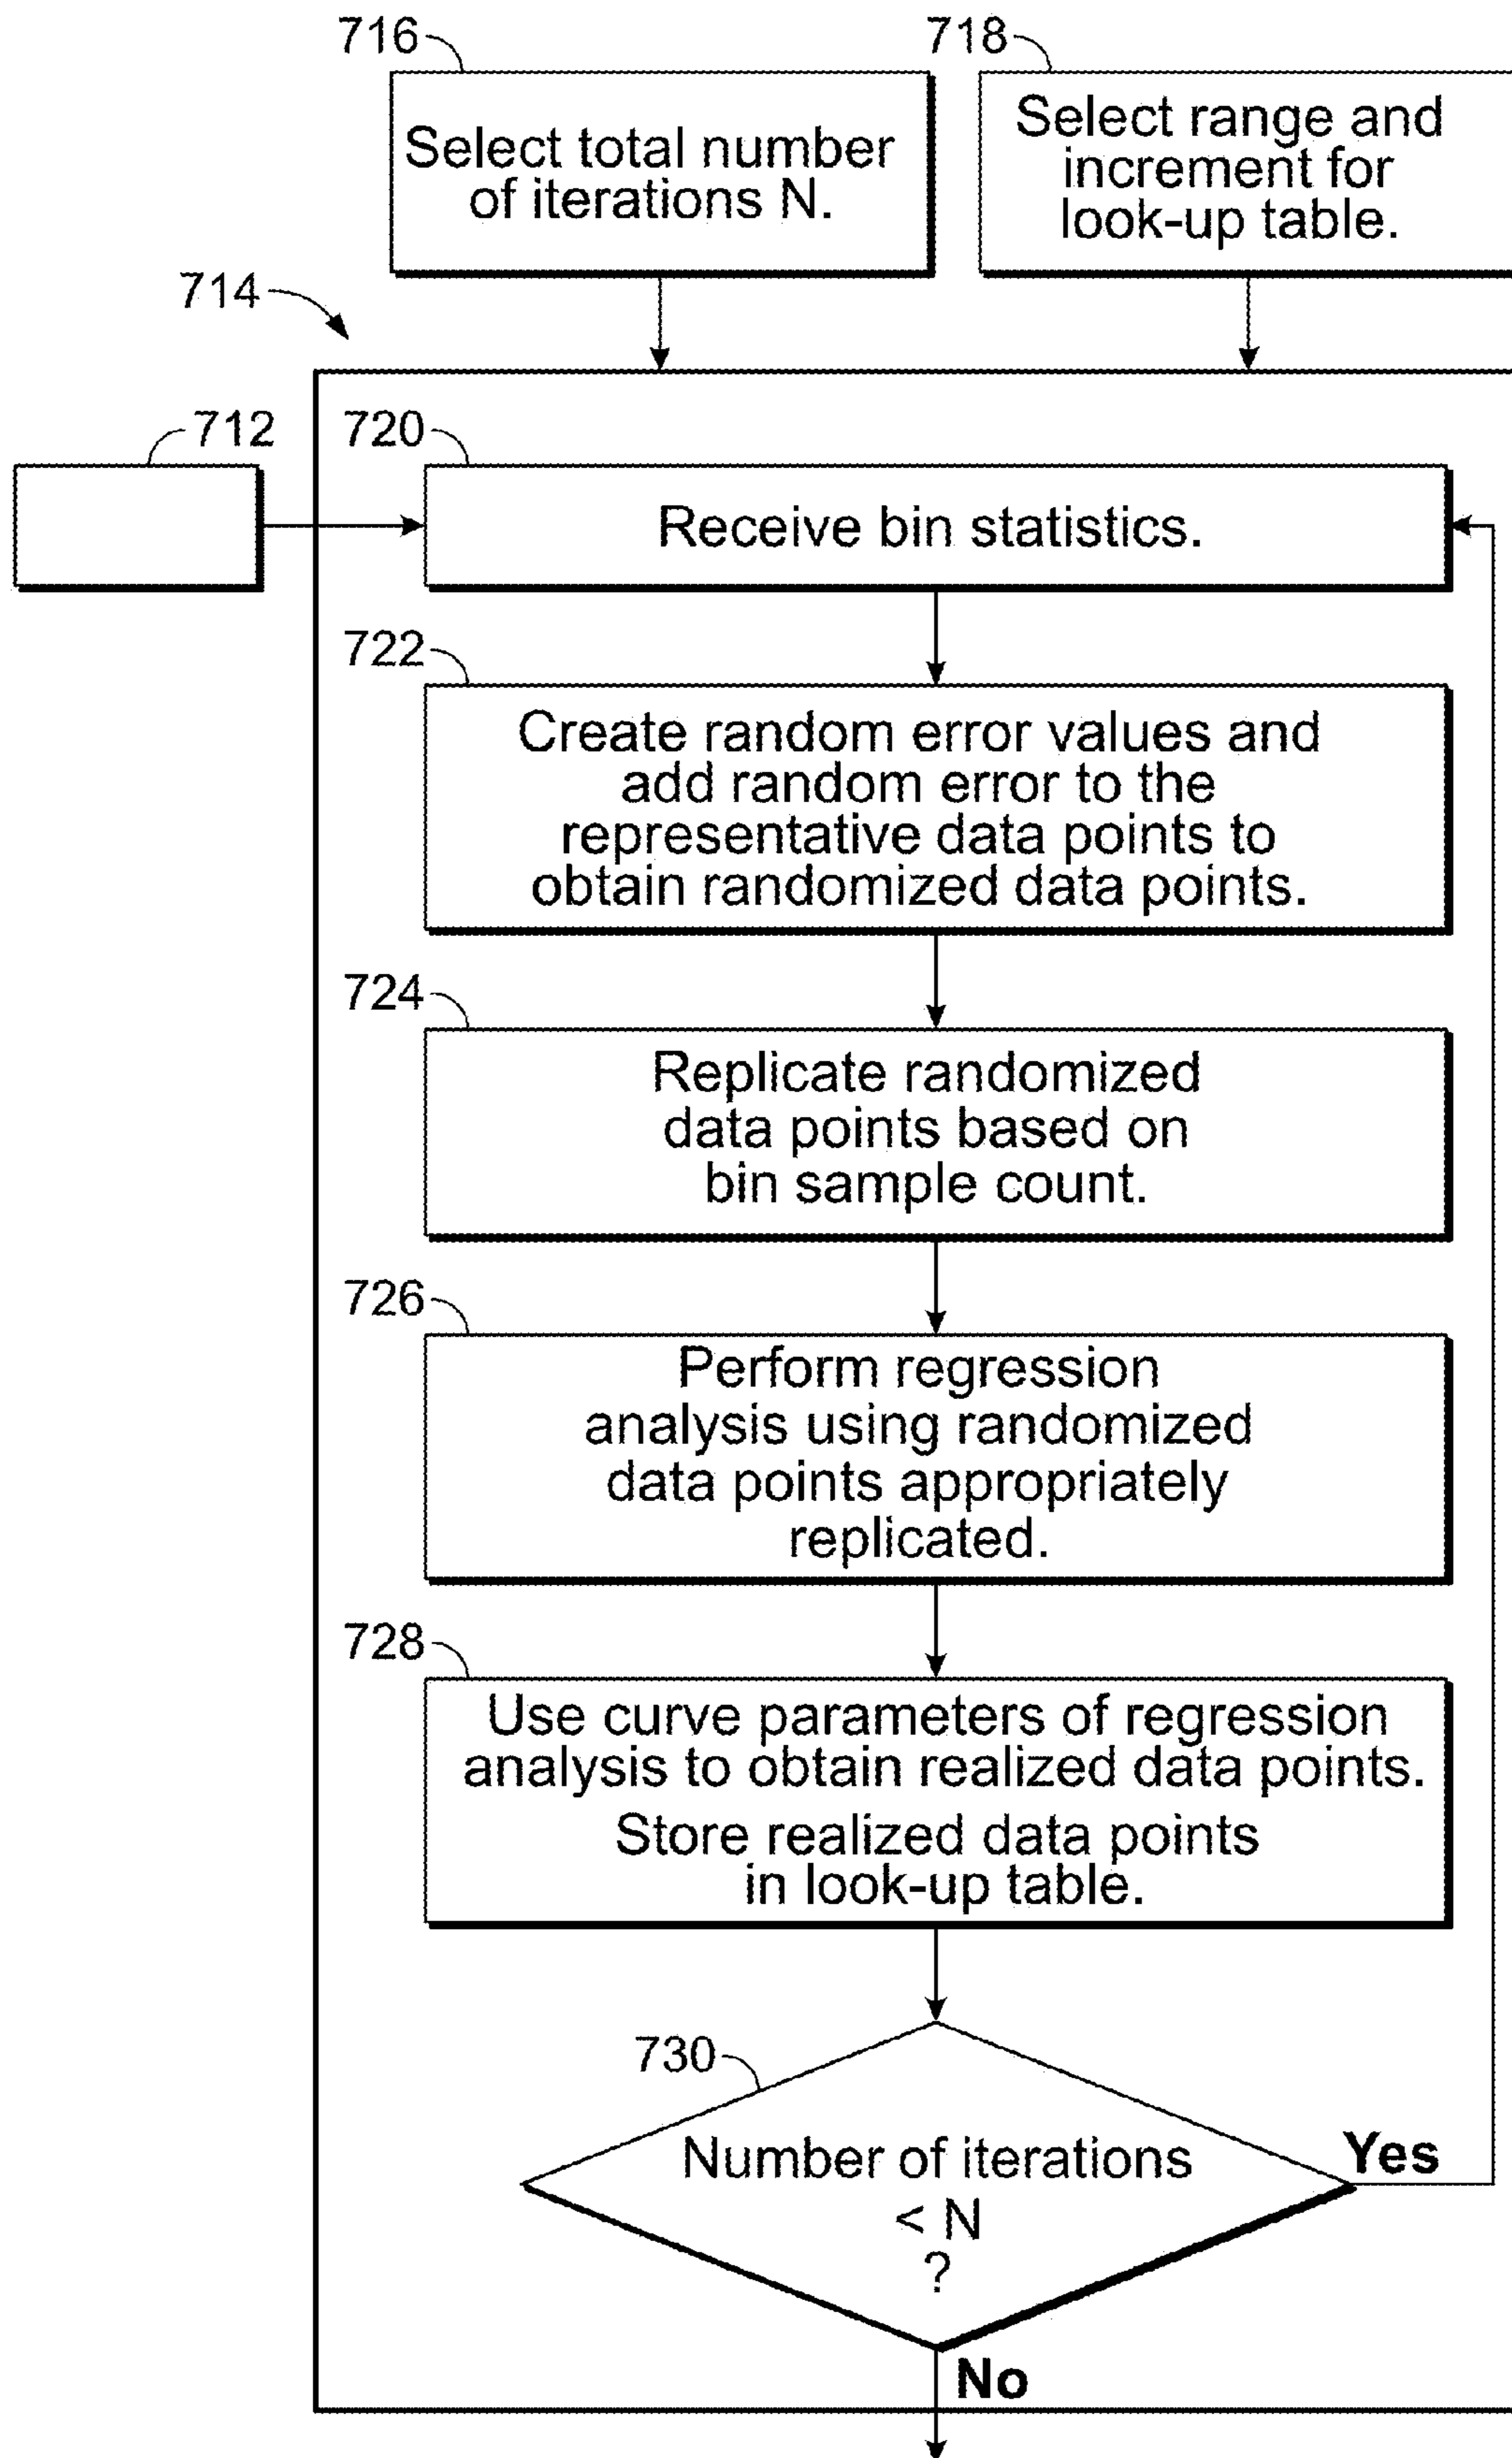 716
718
Select total number
of iterations N.
Select range and
increment for
look-up table.
714
712
720
Receive bin statistics.
722
Create random error values and
add random error to the
representative data points to
obtain randomized data points.
724
Replicate randomized
data points based on
bin sample count.
726
Perform regression
analysis using randomized
data points appropriately
replicated.
728
Use curve parameters of regression
analysis to obtain realized data points.
Store realized data points
in look-up table.
730
Number of iterations
< N
?
Yes
No